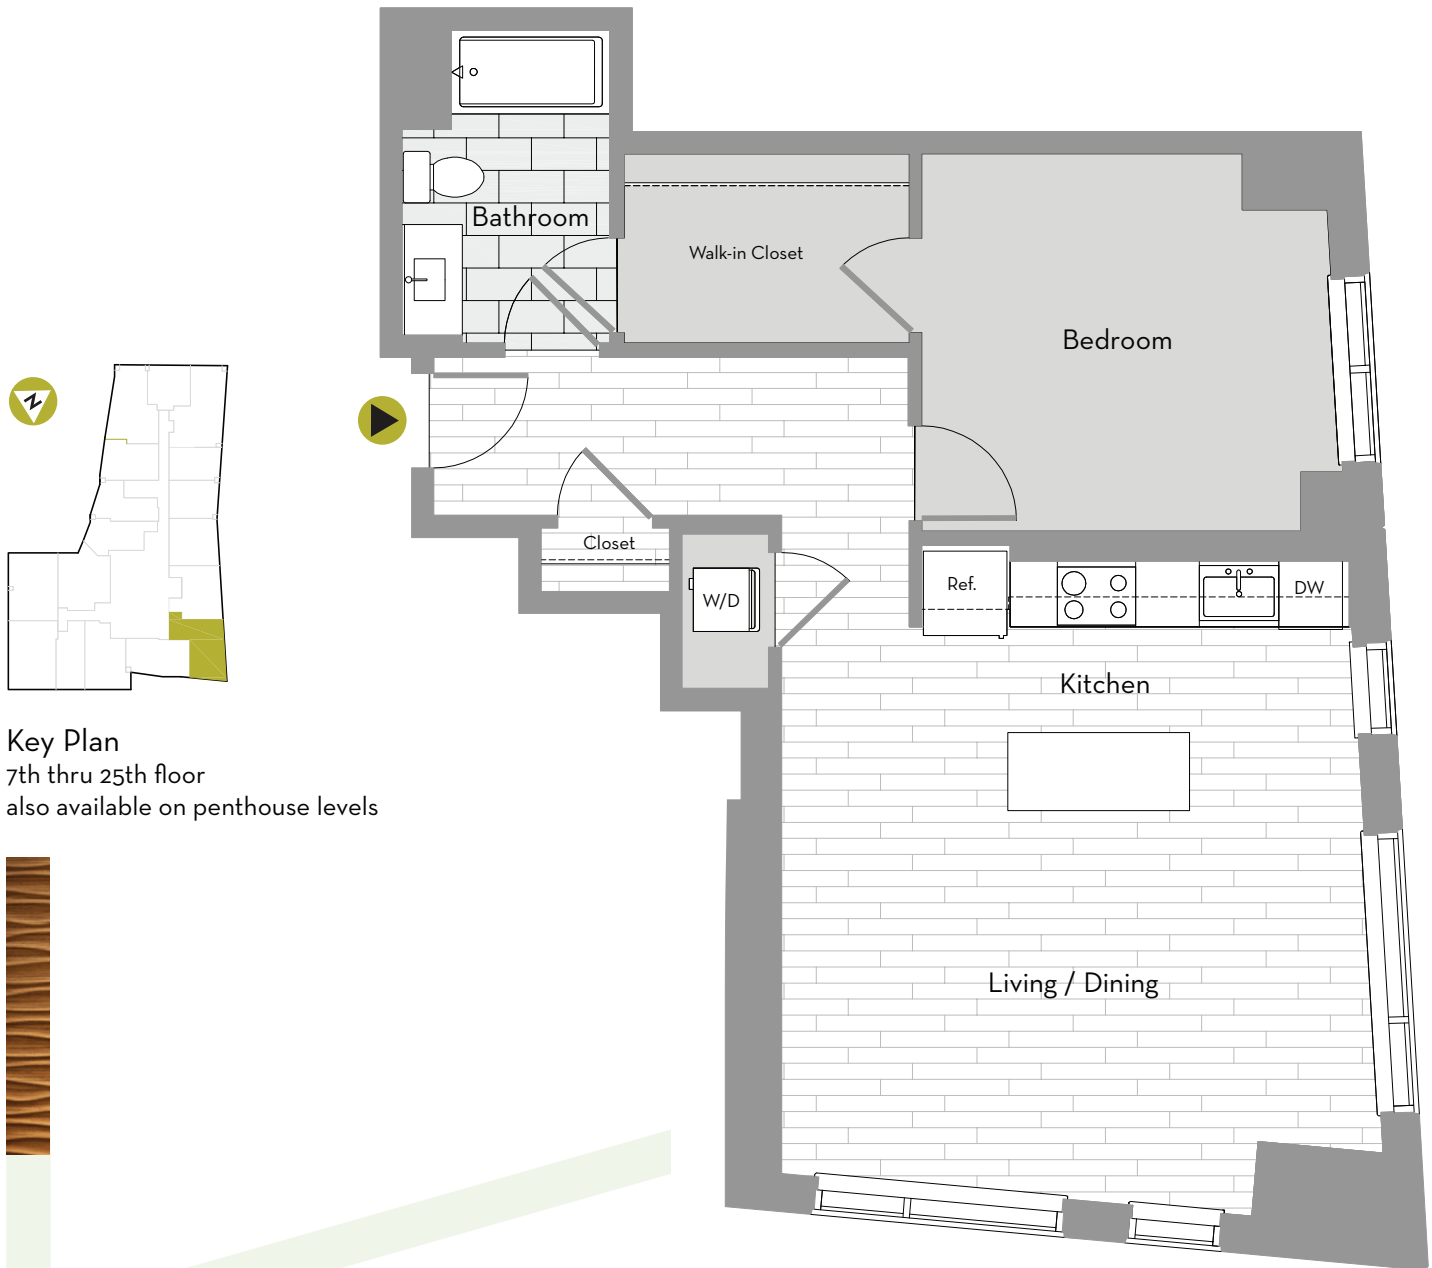 Bathroom
Walk-in Closet
Bedroom
N
Closet
W/D
Ref.
DW
Kitchen
Key Plan
7th thru 25th floor
also available on penthouse levels
Living / Dining